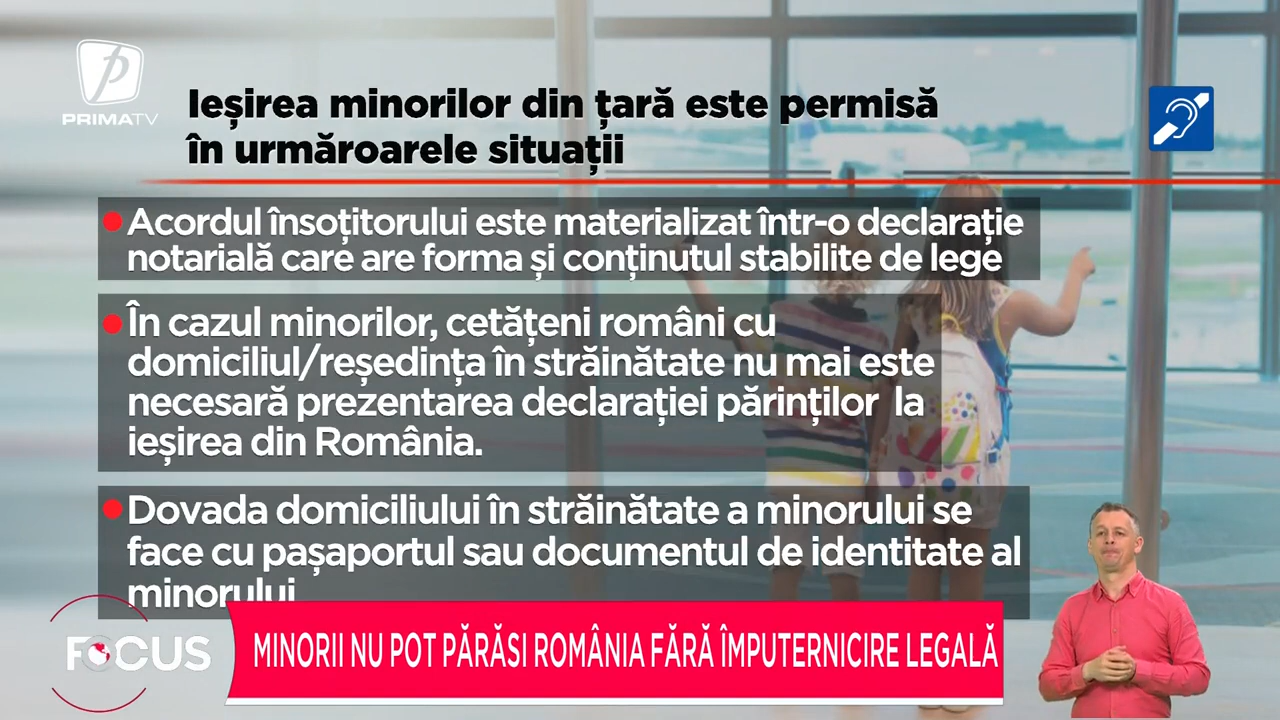 PRIMATV
Ieșirea minorilor din țară este permisă
în urmăroarele situații
Acordul însoțitorului este materializat într-o declarație
notarială care are forma și conținutul stabilite de lege
În cazul minorilor, cetățeni români cu
domiciliul/reședința în străinătate nu mai este
necesară prezentarea declarației părinților la
ieșirea din România.
Dovada domiciliului în străinătate a minorului se
face cu pașaportul sau documentul de identitate al
minorului
FOCUS
MINORII NU POT PĂRĂSI ROMÂNIA FĂRĂ ÎMPUTERNICIRE LEGALĂ